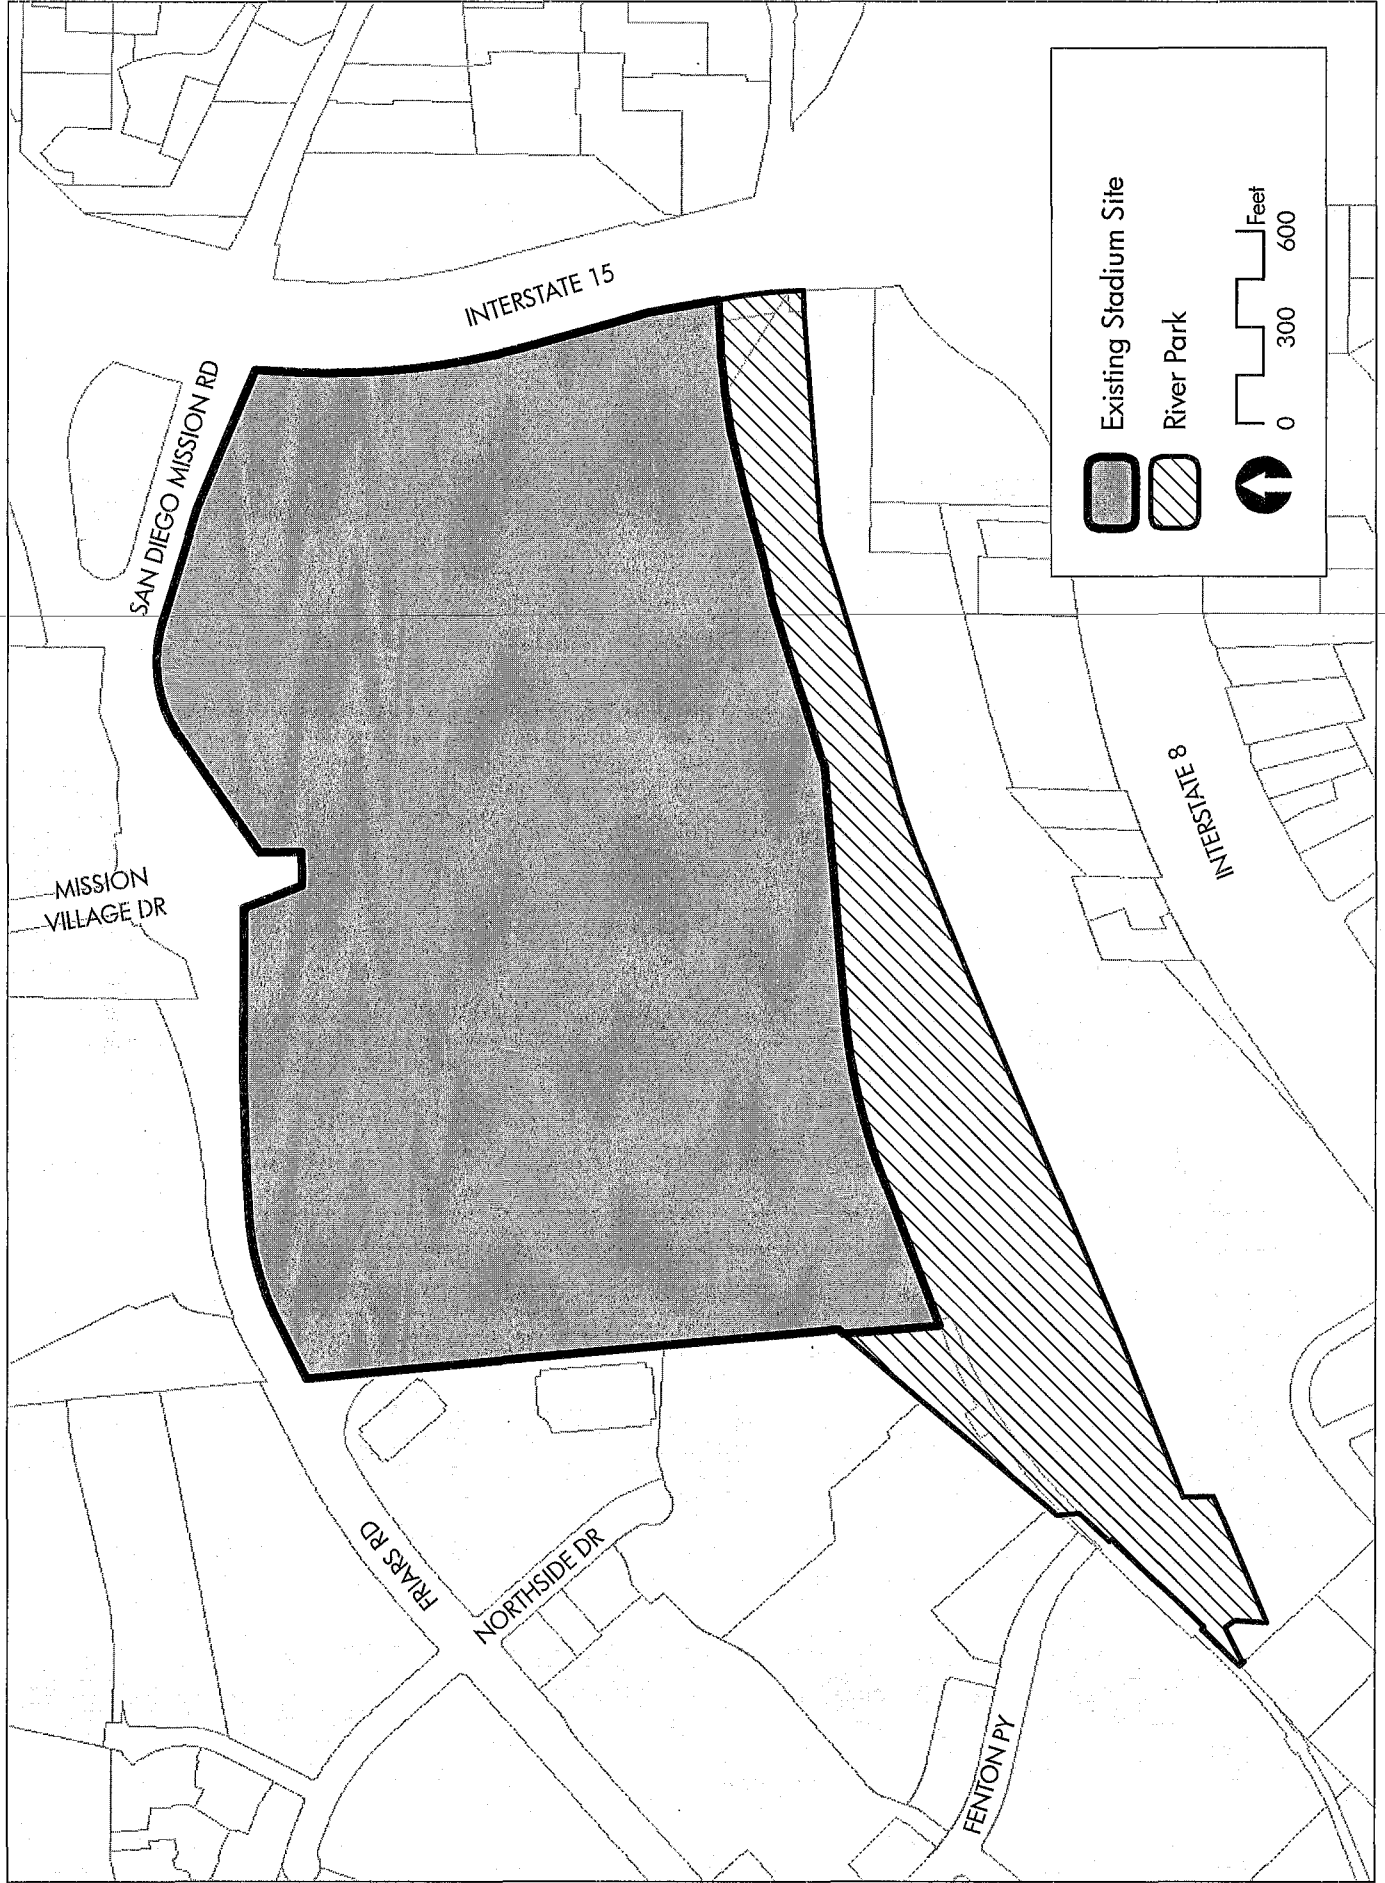 MISSION
VILLAGE DR
SAN DIEGO MISSION RD
INTERSTATE 15
FRIARS RD
NORTHSIDE DR
FENTON PY
INTERSTATE 8
Existing Stadium Site
River Park
0 300 600
Feet